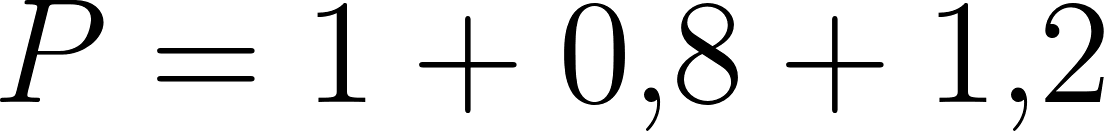 P = 1 + 0,8 + 1,2